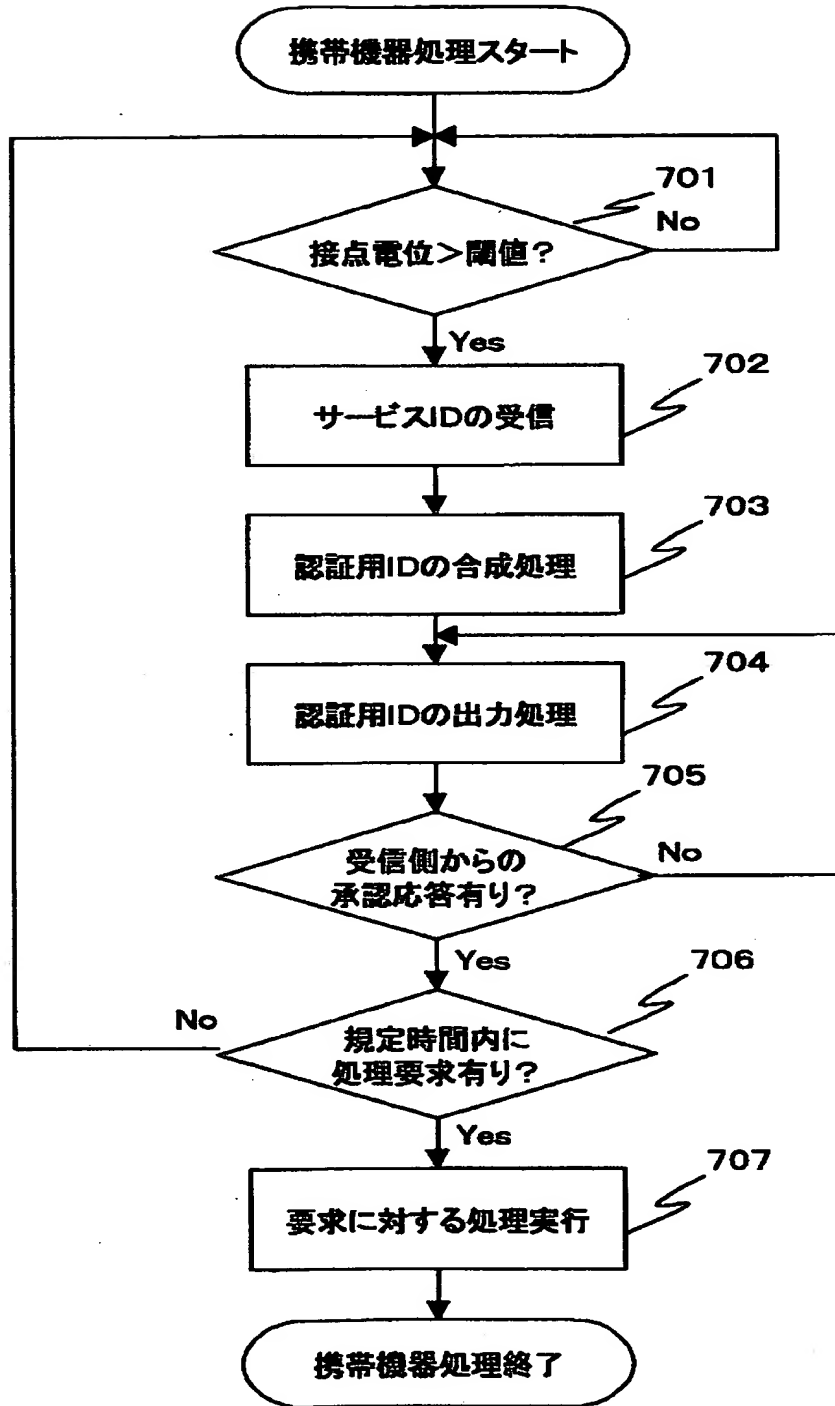 携帯機器処理スタート
701
接点電位＞閾値？
No
Yes
702
サービスIDの受信
703
認証用IDの合成処理
704
認証用IDの出力処理
705
受信側からの
承認応答有り？
No
Yes
706
No
規定時間内に
処理要求有り？
Yes
707
要求に対する処理実行
携帯機器処理終了